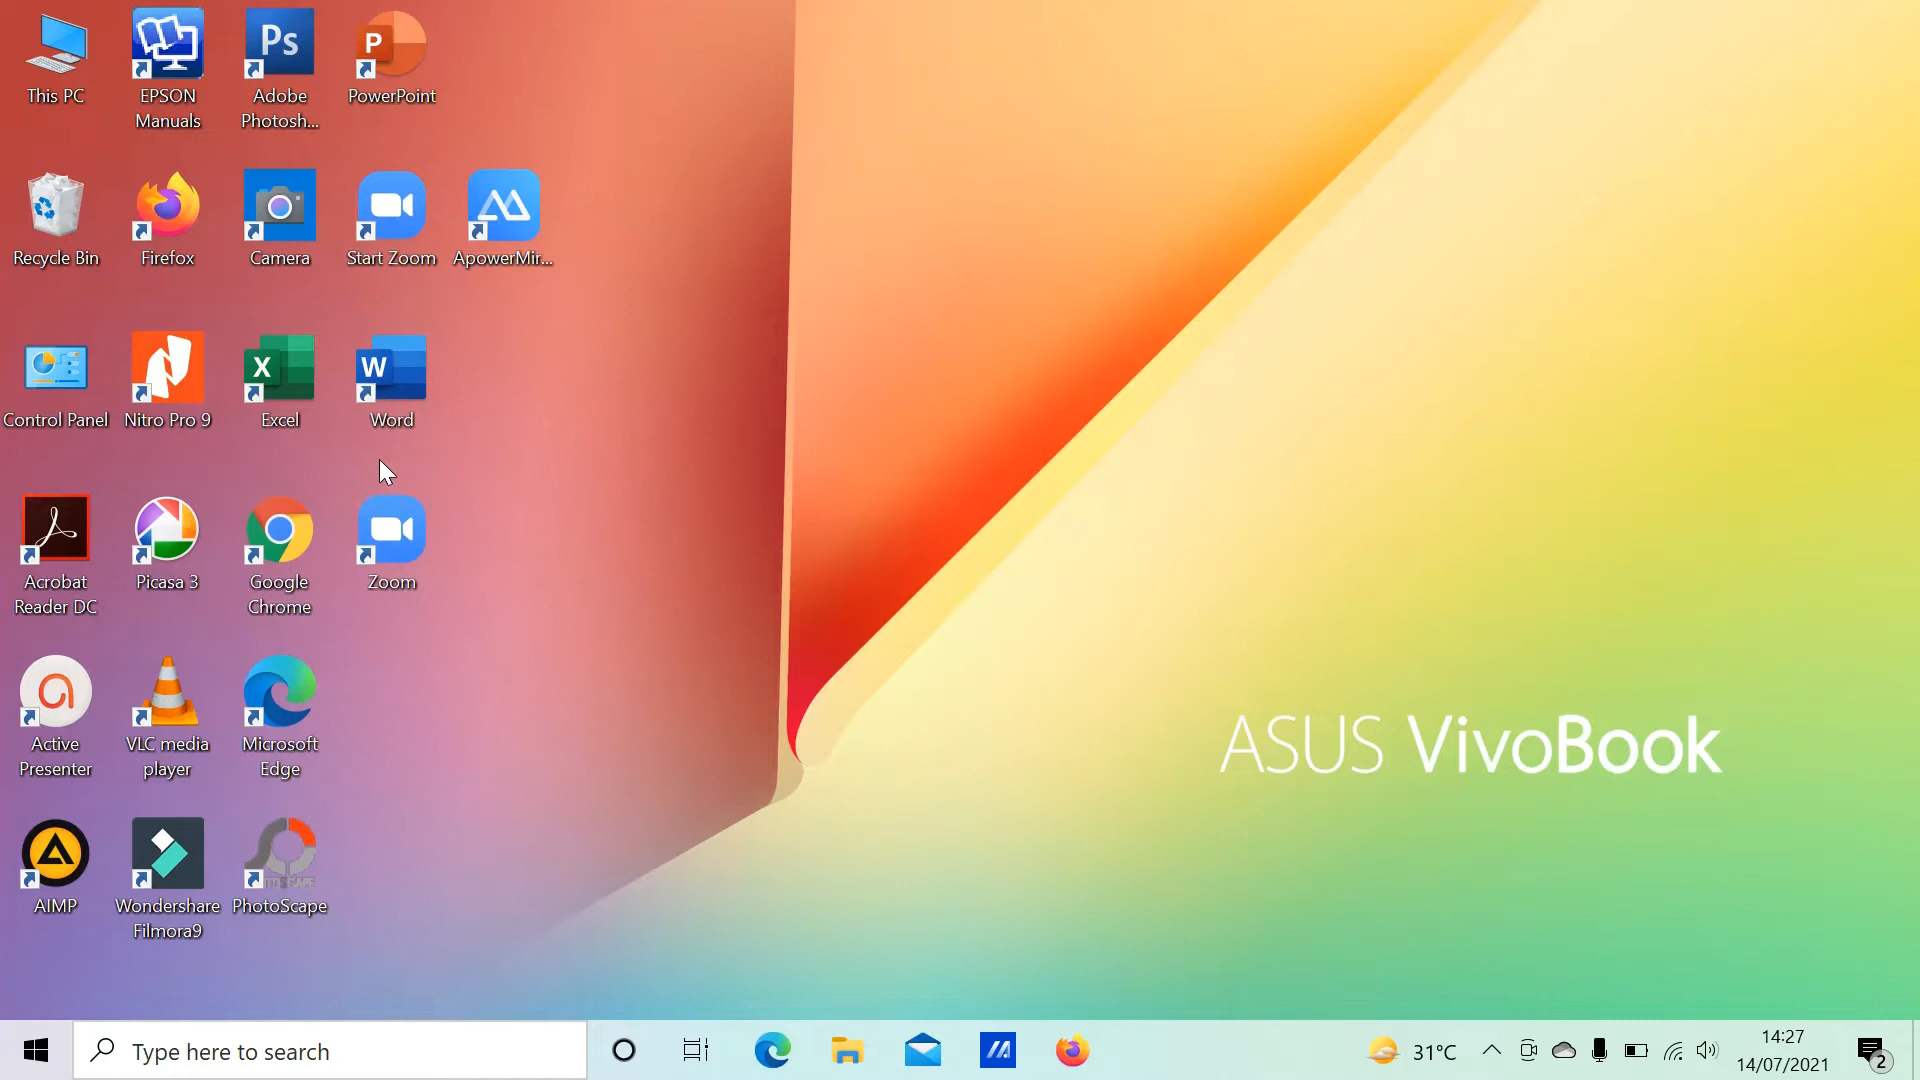 This PC
EPSON
Manuals
Ps
Adobe
Photosh...
P
PowerPoint
Recycle Bin
Firefox
Camera
Start Zoom
ApowerMir...
Control Panel
Nitro Pro 9
X
Excel
W
Word
Acrobat
Reader DC
Picasa 3
Google
Chrome
Zoom
Active
Presenter
VLC media
player
Microsoft
Edge
ASUS VivoBook
AIMP
Wondershare
Filmora9
PhotoScape
Type here to search
31°C
14:27
14/07/2021
2